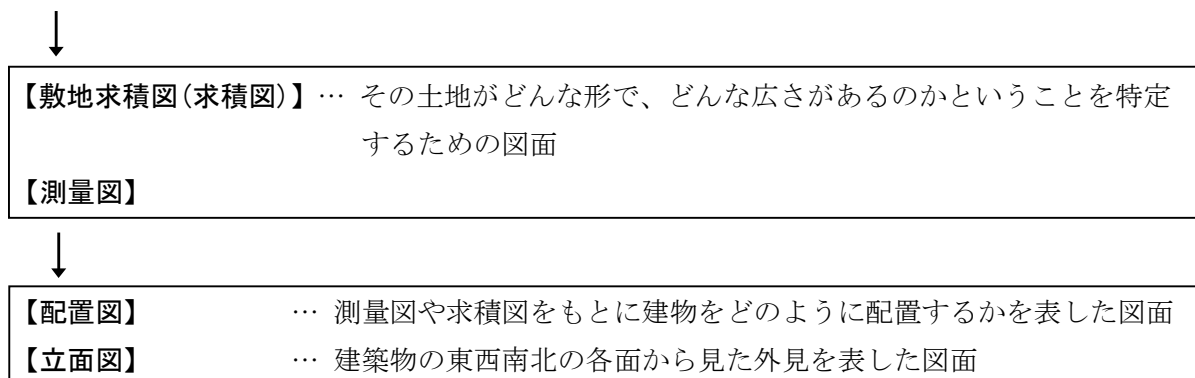 ↓
【敷地求積図(求積図)】… その土地がどんな形で、どんな広さがあるのかということを特定
するための図面
【測量図】
↓
【配置図】 … 測量図や求積図をもとに建物をどのように配置するかを表した図面
【立面図】 … 建築物の東西南北の各面から見た外見を表した図面